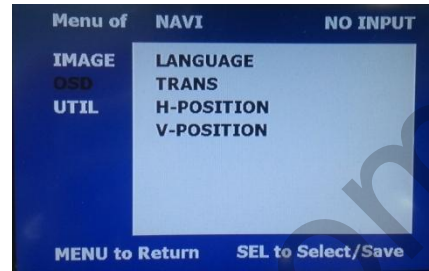 Menu of NAVI NO INPUT
IMAGE LANGUAGE
OSD TRANS
UTIL H-POSITION
V-POSITION
MENU to Return SEL to Select/Save